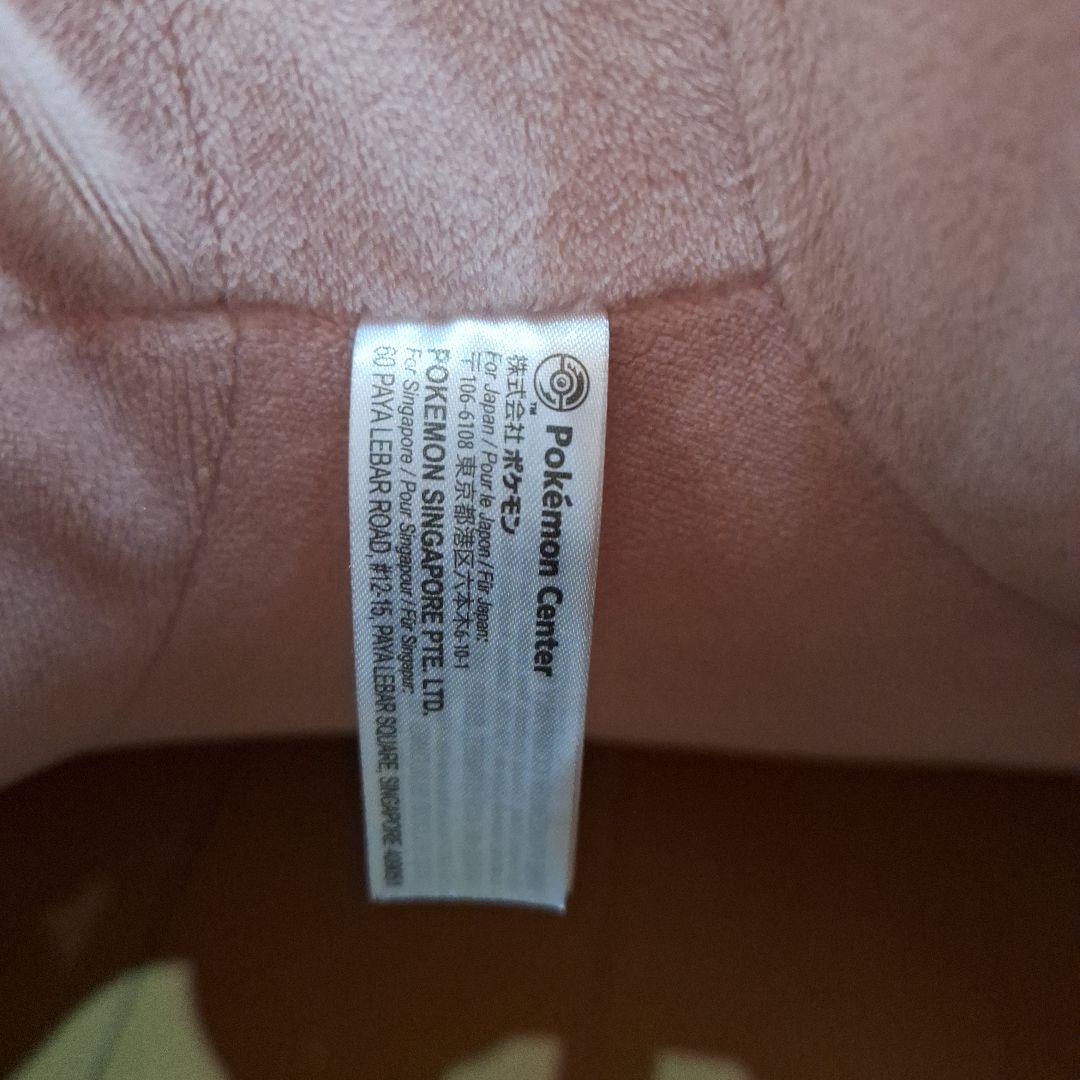 Pokémon Center
™
株式会社 ポケモン
For Japan / Pour le Japon / Für Japan:
〒106-6108 東京都港区六本木6-10-1
POKEMON SINGAPORE PTE. LTD.
For Singapore / Pour Singapour / Für Singapur:
60 PAYA LEBAR ROAD, #12-15, PAYA LEBAR SQUARE, SINGAPORE 409051